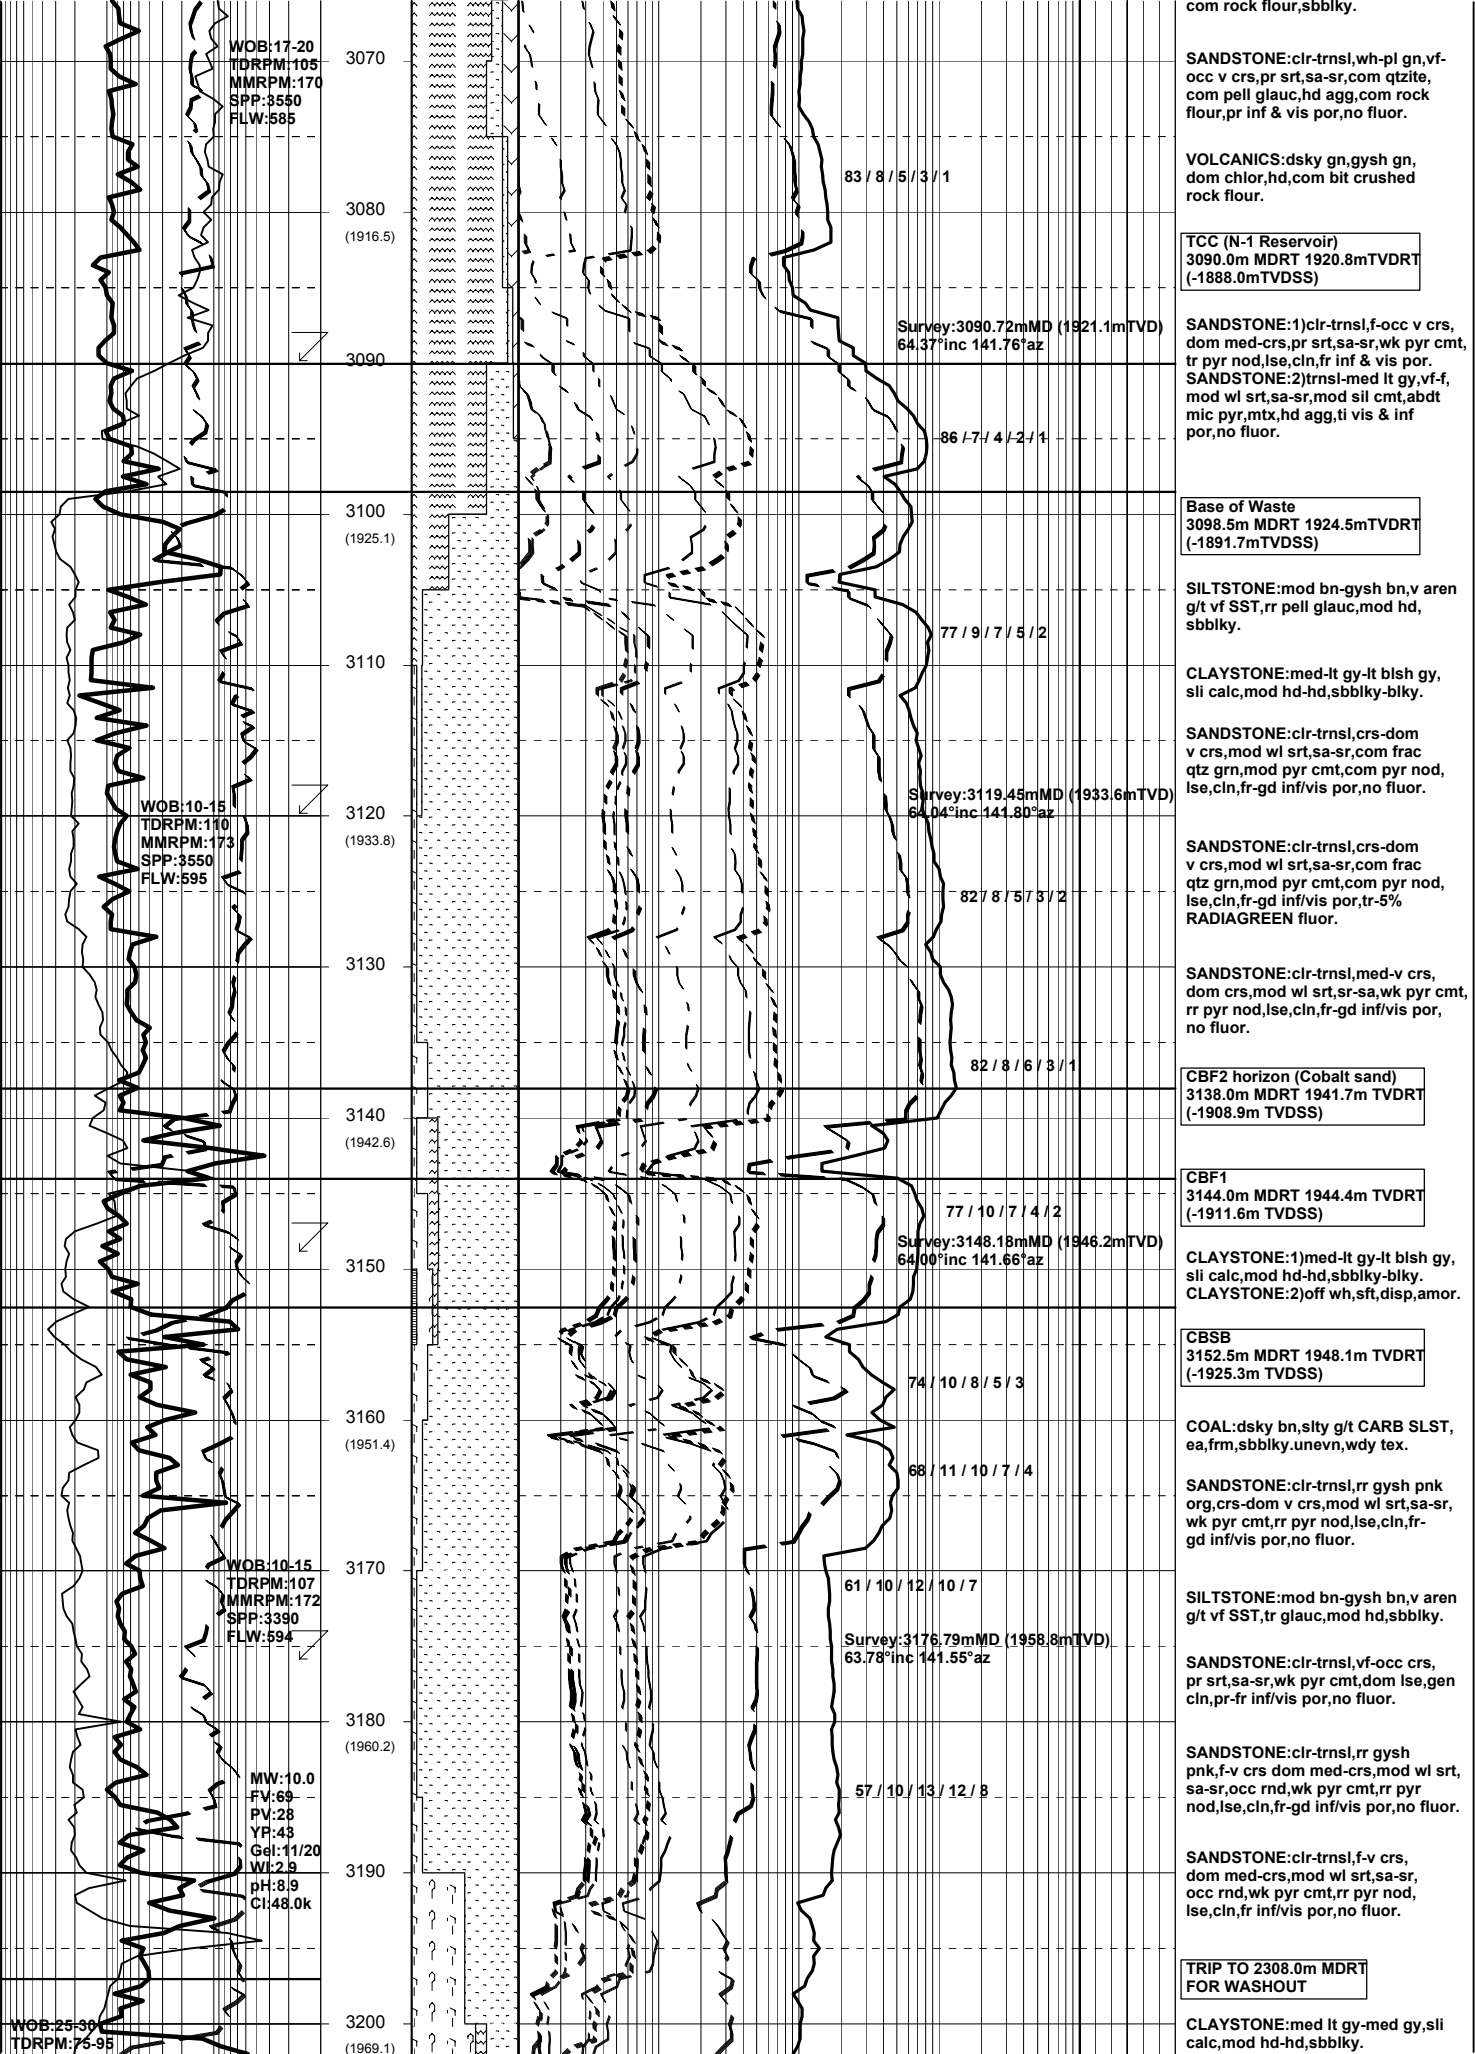 WOB:17-20
TDRPM:105
MMRPM:170
SPP:3550
FLW:585
WOB:10-15
TDRPM:110
MMRPM:173
SPP:3550
FLW:595
WOB:10-15
TDRPM:107
MMRPM:172
SPP:3390
FLW:594
MW:10.0
FV:69
PV:28
YP:43
Gel:11/20
Wl:2.9
pH:8.9
Cl:48.0k
WOB:25-30
TDRPM:75-95
3070
3080
(1916.5)
3090
3100
(1925.1)
3110
3120
(1933.8)
3130
3140
(1942.6)
3150
3160
(1951.4)
3170
3180
(1960.2)
3190
3200
(1969.1)
83 / 8 / 5 / 3 / 1
Survey:3090.72mMD (1921.1mTVD)
64.37°inc 141.76°az
86 / 7 / 4 / 2 / 1
77 / 9 / 7 / 5 / 2
Survey:3119.45mMD (1933.6mTVD)
64.04°inc 141.80°az
82 / 8 / 5 / 3 / 2
82 / 8 / 6 / 3 / 1
77 / 10 / 7 / 4 / 2
Survey:3148.18mMD (1946.2mTVD)
64.00°inc 141.66°az
74 / 10 / 8 / 5 / 3
68 / 11 / 10 / 7 / 4
61 / 10 / 12 / 10 / 7
Survey:3176.79mMD (1958.8mTVD)
63.78°inc 141.55°az
57 / 10 / 13 / 12 / 8
com rock flour,sbblky.
SANDSTONE:clr-trnsl,wh-pl gn,vf-
occ v crs,pr srt,sa-sr,com qtzite,
com pell glauc,hd agg,com rock
flour,pr inf & vis por,no fluor.
VOLCANICS:dsky gn,gysh gn,
dom chlor,hd,com bit crushed
rock flour.
TCC (N-1 Reservoir)
3090.0m MDRT 1920.8mTVDRT
(-1888.0mTVDSS)
SANDSTONE:1)clr-trnsl,f-occ v crs,
dom med-crs,pr srt,sa-sr,wk pyr cmt,
tr pyr nod,lse,cln,fr inf & vis por.
SANDSTONE:2)trnsl-med lt gy,vf-f,
mod wl srt,sa-sr,mod sil cmt,abdt
mic pyr,mtx,hd agg,ti vis & inf
por,no fluor.
Base of Waste
3098.5m MDRT 1924.5mTVDRT
(-1891.7mTVDSS)
SILTSTONE:mod bn-gysh bn,v aren
g/t vf SST,rr pell glauc,mod hd,
sbblky.
CLAYSTONE:med-lt gy-lt blsh gy,
sli calc,mod hd-hd,sbblky-blky.
SANDSTONE:clr-trnsl,crs-dom
v crs,mod wl srt,sa-sr,com frac
qtz grn,mod pyr cmt,com pyr nod,
lse,cln,fr-gd inf/vis por,no fluor.
SANDSTONE:clr-trnsl,crs-dom
v crs,mod wl srt,sa-sr,com frac
qtz grn,mod pyr cmt,com pyr nod,
lse,cln,fr-gd inf/vis por,tr-5%
RADIAGREEN fluor.
SANDSTONE:clr-trnsl,med-v crs,
dom crs,mod wl srt,sr-sa,wk pyr cmt,
rr pyr nod,lse,cln,fr-gd inf/vis por,
no fluor.
CBF2 horizon (Cobalt sand)
3138.0m MDRT 1941.7m TVDRT
(-1908.9m TVDSS)
CBF1
3144.0m MDRT 1944.4m TVDRT
(-1911.6m TVDSS)
CLAYSTONE:1)med-lt gy-lt blsh gy,
sli calc,mod hd-hd,sbblky-blky.
CLAYSTONE:2)off wh,sft,disp,amor.
CBSB
3152.5m MDRT 1948.1m TVDRT
(-1925.3m TVDSS)
COAL:dsky bn,slty g/t CARB SLST,
ea,frm,sbblky.unevn,wdy tex.
SANDSTONE:clr-trnsl,rr gysh pnk
org,crs-dom v crs,mod wl srt,sa-sr,
wk pyr cmt,rr pyr nod,lse,cln,fr-
gd inf/vis por,no fluor.
SILTSTONE:mod bn-gysh bn,v aren
g/t vf SST,tr glauc,mod hd,sbblky.
SANDSTONE:clr-trnsl,vf-occ crs,
pr srt,sa-sr,wk pyr cmt,dom lse,gen
cln,pr-fr inf/vis por,no fluor.
SANDSTONE:clr-trnsl,rr gysh
pnk,f-v crs dom med-crs,mod wl srt,
sa-sr,occ rnd,wk pyr cmt,rr pyr
nod,lse,cln,fr-gd inf/vis por,no fluor.
SANDSTONE:clr-trnsl,f-v crs,
dom med-crs,mod wl srt,sa-sr,
occ rnd,wk pyr cmt,rr pyr nod,
lse,cln,fr inf/vis por,no fluor.
TRIP TO 2308.0m MDRT
FOR WASHOUT
CLAYSTONE:med lt gy-med gy,sli
calc,mod hd-hd,sbblky.